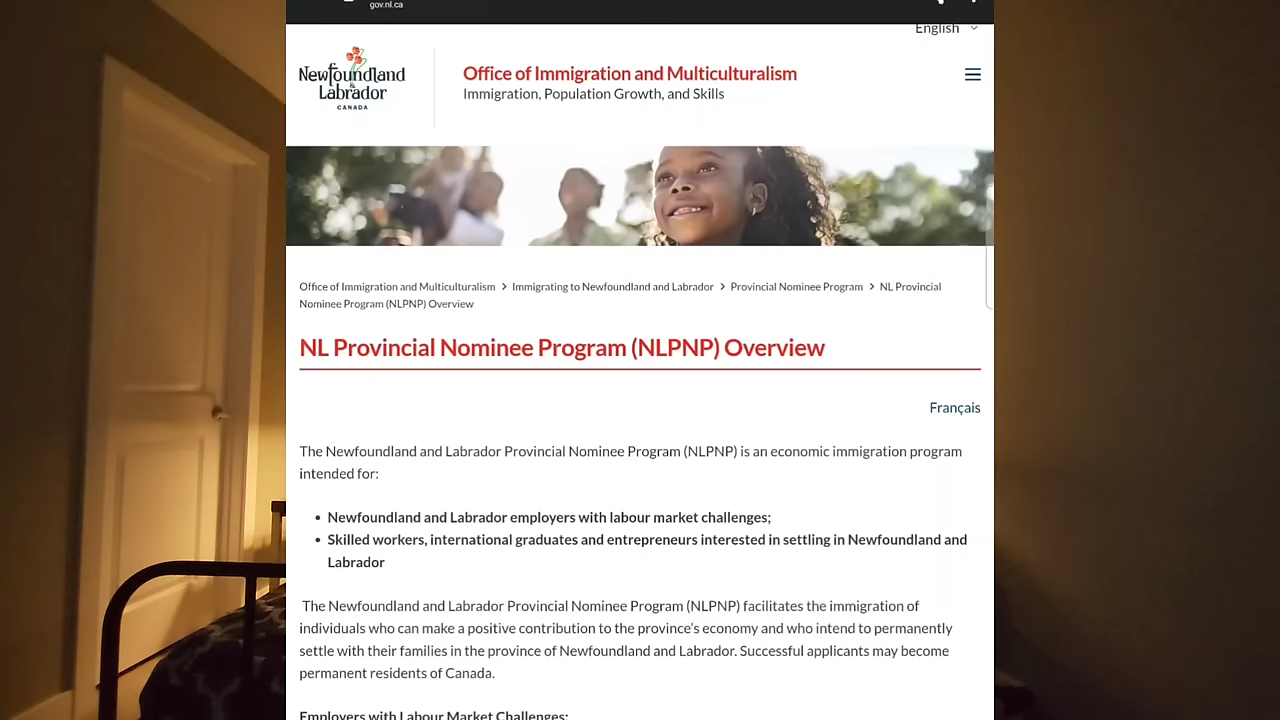 gov.nl.ca
English
Newfoundland
Labrador
CANADA
Office of Immigration and Multiculturalism
Immigration, Population Growth, and Skills
Office of Immigration and Multiculturalism > Immigrating to Newfoundland and Labrador > Provincial Nominee Program > NL Provincial
Nominee Program (NLPNP) Overview
NL Provincial Nominee Program (NLPNP) Overview
Français
The Newfoundland and Labrador Provincial Nominee Program (NLPNP) is an economic immigration program
intended for:
• Newfoundland and Labrador employers with labour market challenges;
• Skilled workers, international graduates and entrepreneurs interested in settling in Newfoundland and
Labrador
The Newfoundland and Labrador Provincial Nominee Program (NLPNP) facilitates the immigration of
individuals who can make a positive contribution to the province's economy and who intend to permanently
settle with their families in the province of Newfoundland and Labrador. Successful applicants may become
permanent residents of Canada.
Employers with Labour Market Challenges: